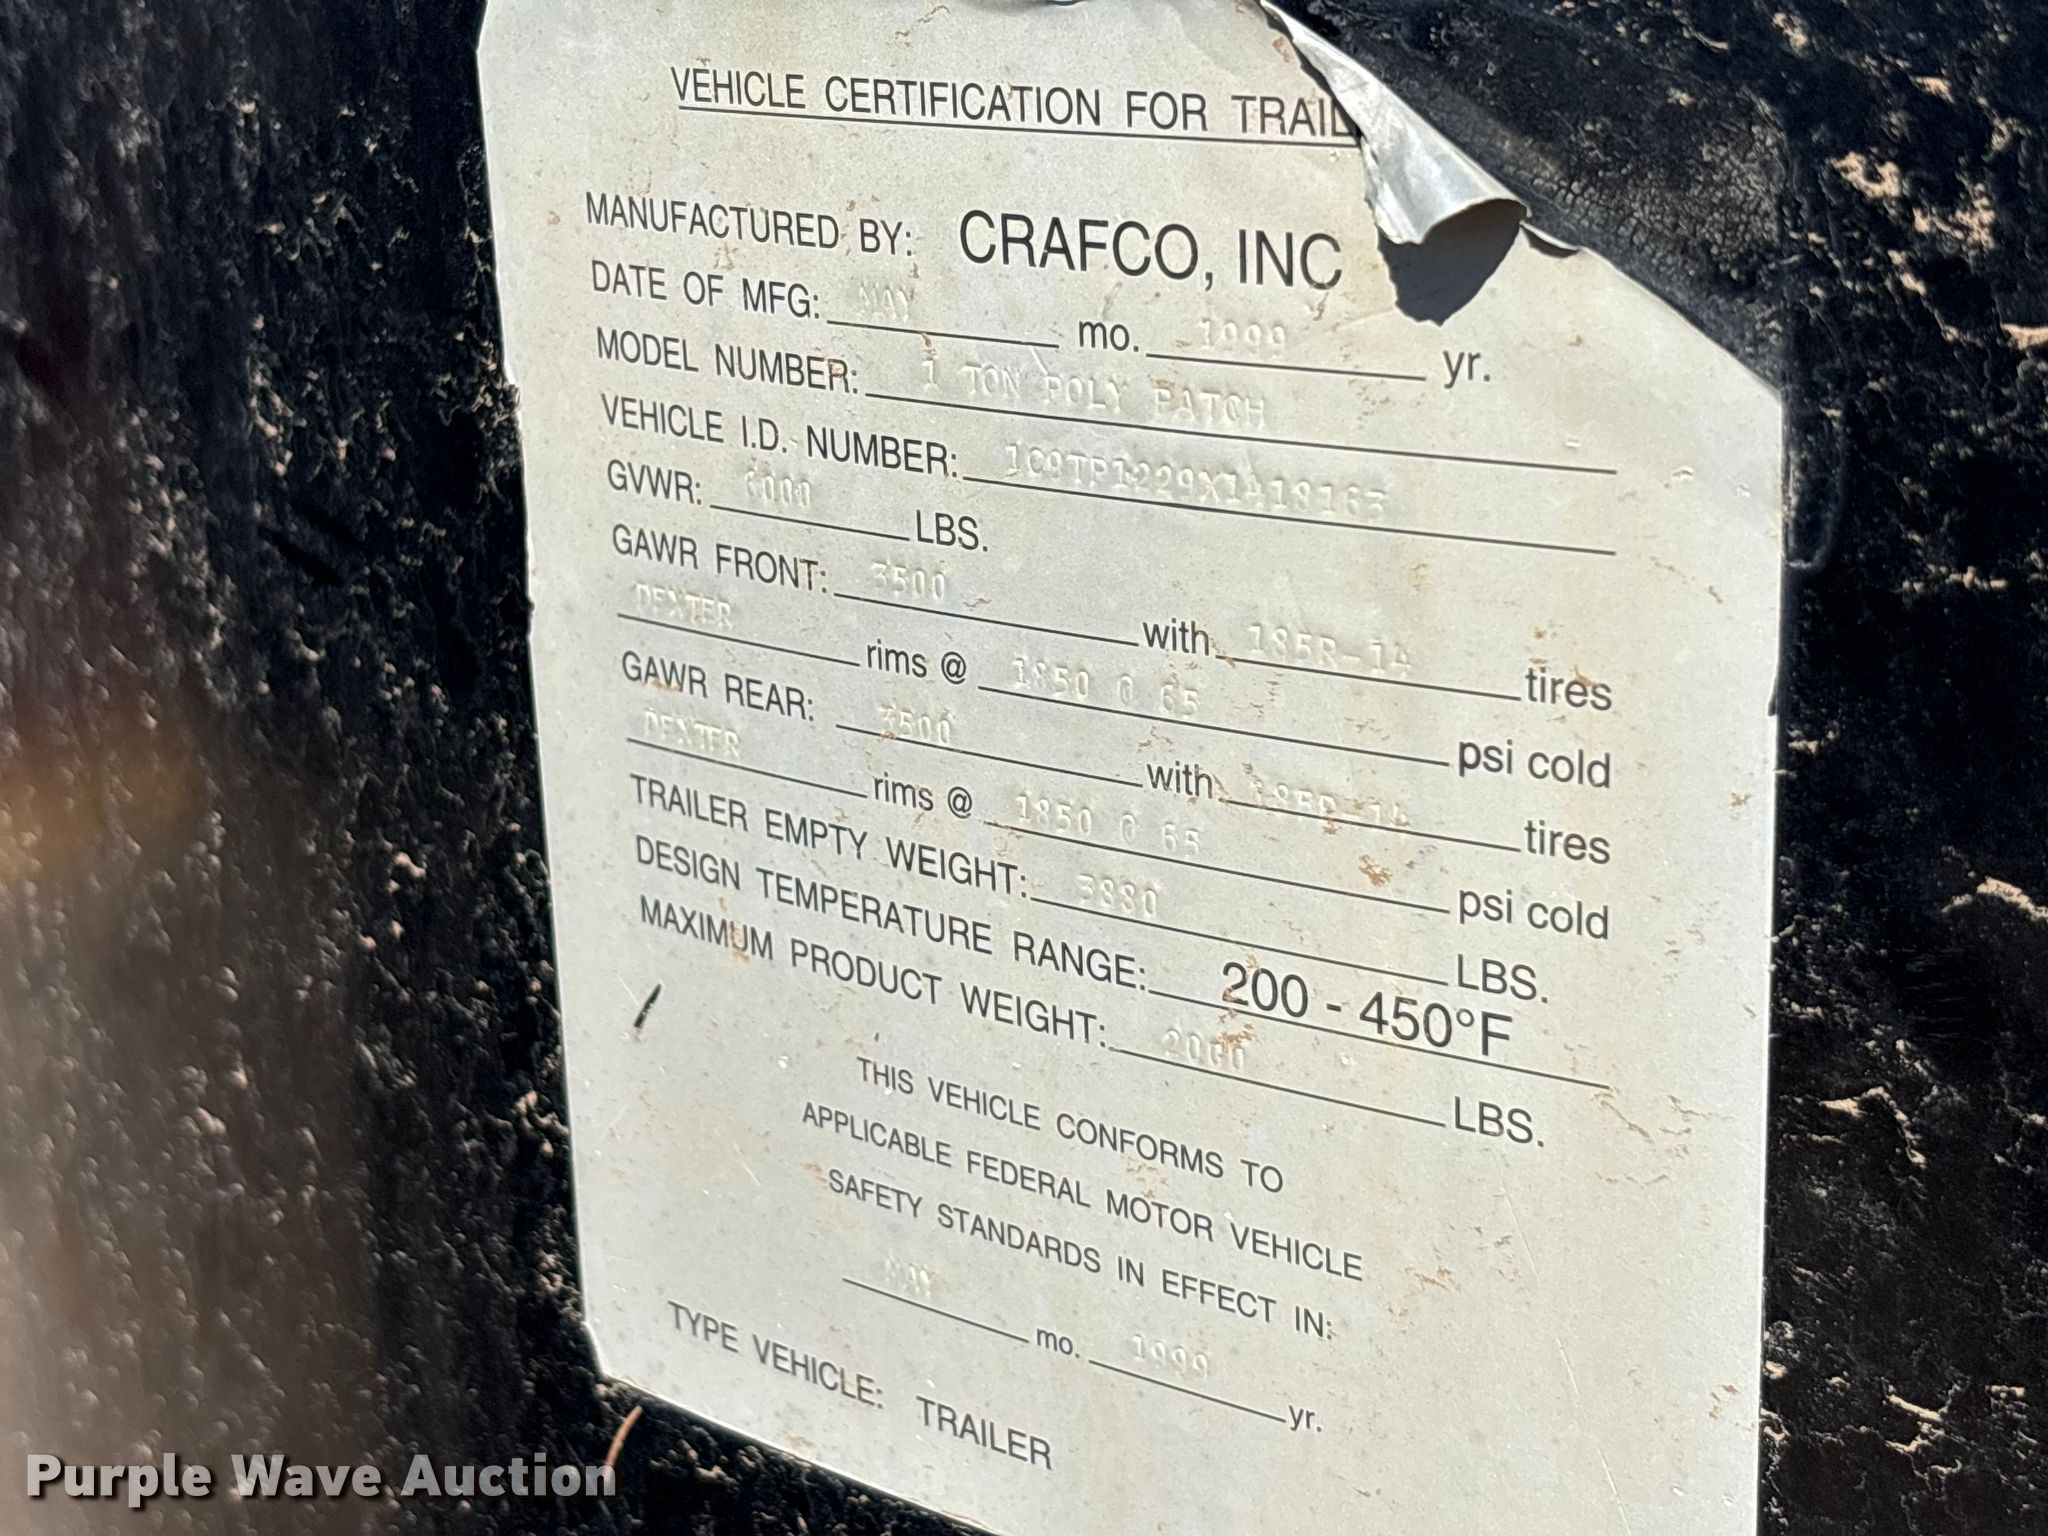 VEHICLE CERTIFICATION FOR TRAIL
MANUFACTURED BY: CRAFCO, INC
DATE OF MFG: MAY mo. 1999 yr.
MODEL NUMBER: 1 TON POLY PATCH
VEHICLE I.D. NUMBER: 1C9TP1229X1418163
GVWR: 6000 LBS.
GAWR FRONT: 3500 with 185R-14 tires
DEXTER rims @ 1850 @ 65 psi cold
GAWR REAR: 3500 with 185R-14 tires
DEXTER rims @ 1850 @ 65 psi cold
TRAILER EMPTY WEIGHT: 3880 LBS.
DESIGN TEMPERATURE RANGE: 200 - 450°F
MAXIMUM PRODUCT WEIGHT: 2000 LBS.
THIS VEHICLE CONFORMS TO
APPLICABLE FEDERAL MOTOR VEHICLE
SAFETY STANDARDS IN EFFECT IN:
MAY mo. 1999 yr.
TYPE VEHICLE: TRAILER
Purple Wave Auction